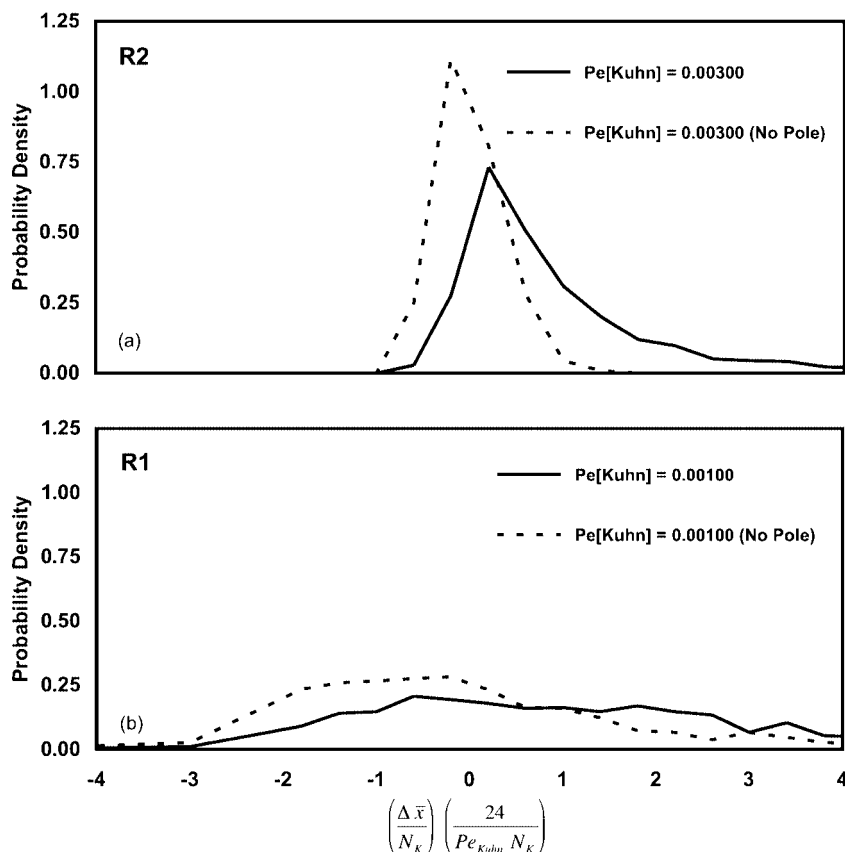 R2
Probability Density
1.25
1.00
0.75
0.50
0.25
0.00
Pe[Kuhn] = 0.00300
Pe[Kuhn] = 0.00300 (No Pole)
(a)
R1
Probability Density
1.25
1.00
0.75
0.50
0.25
0.00
Pe[Kuhn] = 0.00100
Pe[Kuhn] = 0.00100 (No Pole)
(b)
-4 -3 -2 -1 0 1 2 3 4
(Δ x̄ / N_K) (24 / Pe_Kuhn N_K)